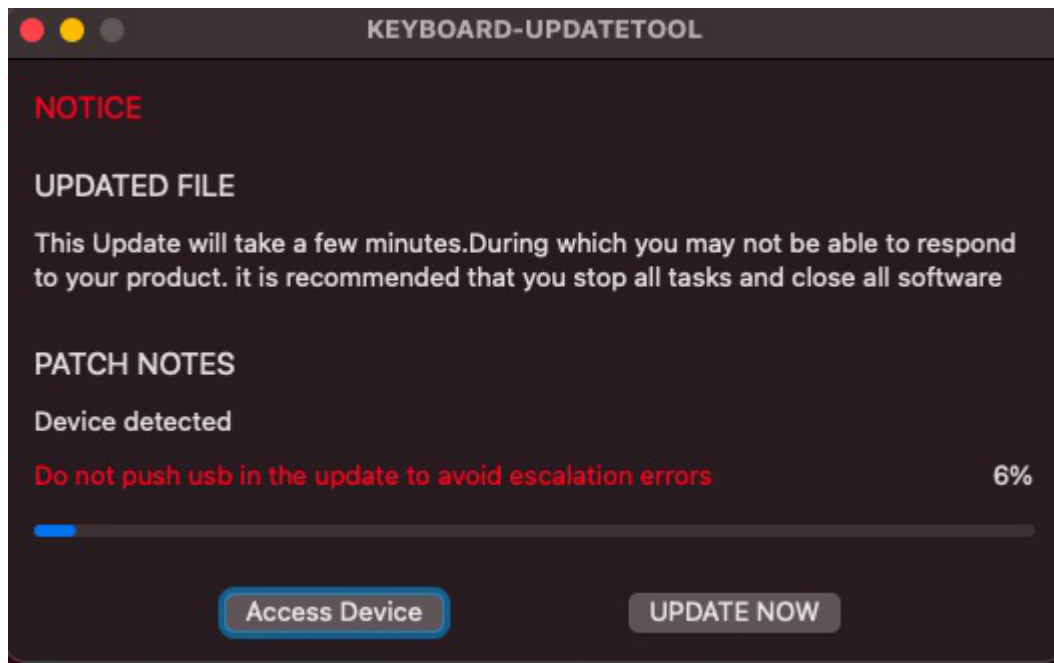 KEYBOARD-UPDATETOOL
NOTICE
UPDATED FILE
This Update will take a few minutes.During which you may not be able to respond
to your product. it is recommended that you stop all tasks and close all software
PATCH NOTES
Device detected
Do not push usb in the update to avoid escalation errors 6%
Access Device UPDATE NOW